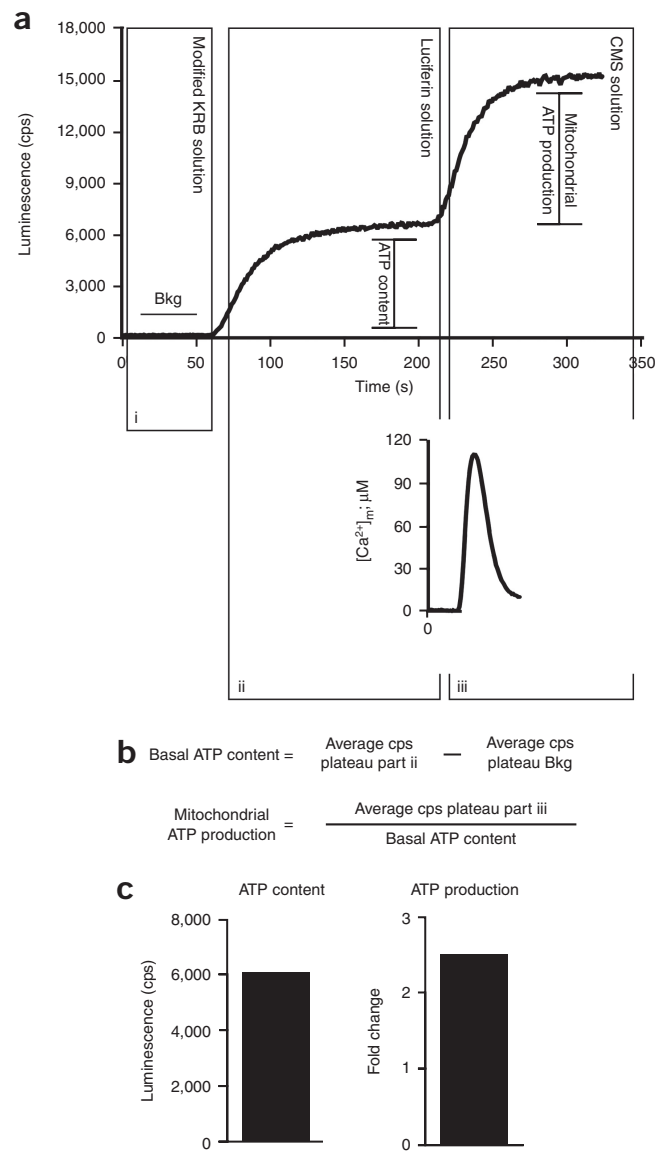 a
18,000
15,000
12,000
9,000
6,000
3,000
0
Luminescence (cps)
Modified KRB solution
Luciferin solution
CMS solution
Bkg
ATP content
Mitochondrial
ATP production
0
50
100
150
200
250
300
350
Time (s)
i
120
90
60
30
0
[Ca2+]m; μM
0
ii
iii
b
Basal ATP content =
Average cps
plateau part ii
—
Average cps
plateau Bkg
Mitochondrial
ATP production
=
Average cps plateau part iii
Basal ATP content
c
ATP content
8,000
6,000
4,000
2,000
0
Luminescence (cps)
ATP production
3
2
1
0
Fold change